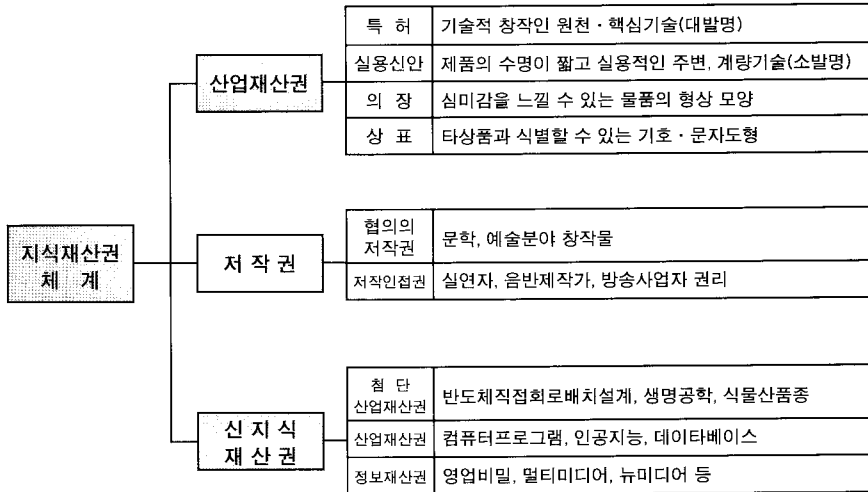 특 허 기술적 창작인 원천·핵심기술(대발명)
실용신안 제품의 수명이 짧고 실용적인 주변, 계량기술(소발명)
산업재산권
의 장 심미감을 느낄 수 있는 물품의 형상 모양
상 표 타상품과 식별할 수 있는 기호·문자도형
지식재산권
체 계
저 작 권
협의의
저작권
문학, 예술분야 창작물
저작인접권 실연자, 음반제작가, 방송사업자 권리
신 지 식
재 산 권
첨 단
산업재산권
반도체직접회로배치설계, 생명공학, 식물산품종
산업재산권 컴퓨터프로그램, 인공지능, 데이타베이스
정보재산권 영업비밀, 멀티미디어, 뉴미디어 등